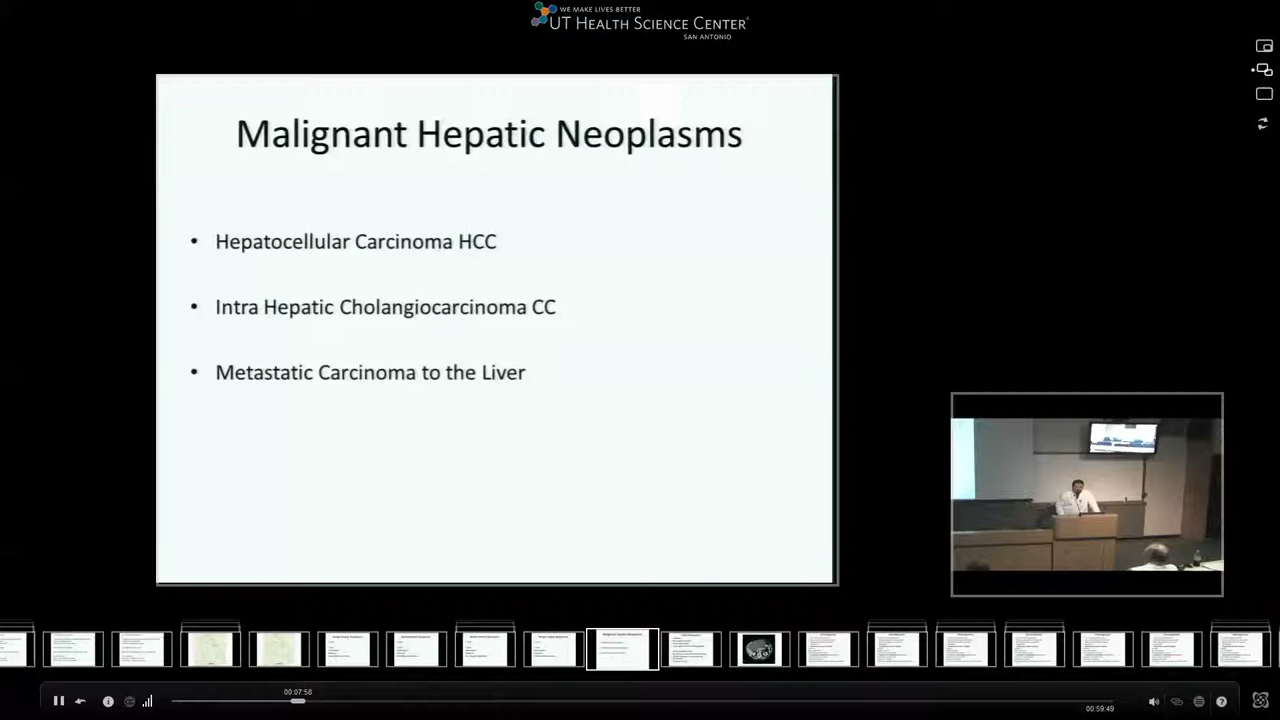 WE MAKE LIVES BETTER
UT HEALTH SCIENCE CENTER®
SAN ANTONIO
Malignant Hepatic Neoplasms
• Hepatocellular Carcinoma HCC
• Intra Hepatic Cholangiocarcinoma CC
• Metastatic Carcinoma to the Liver
00:07:58
00:59:49